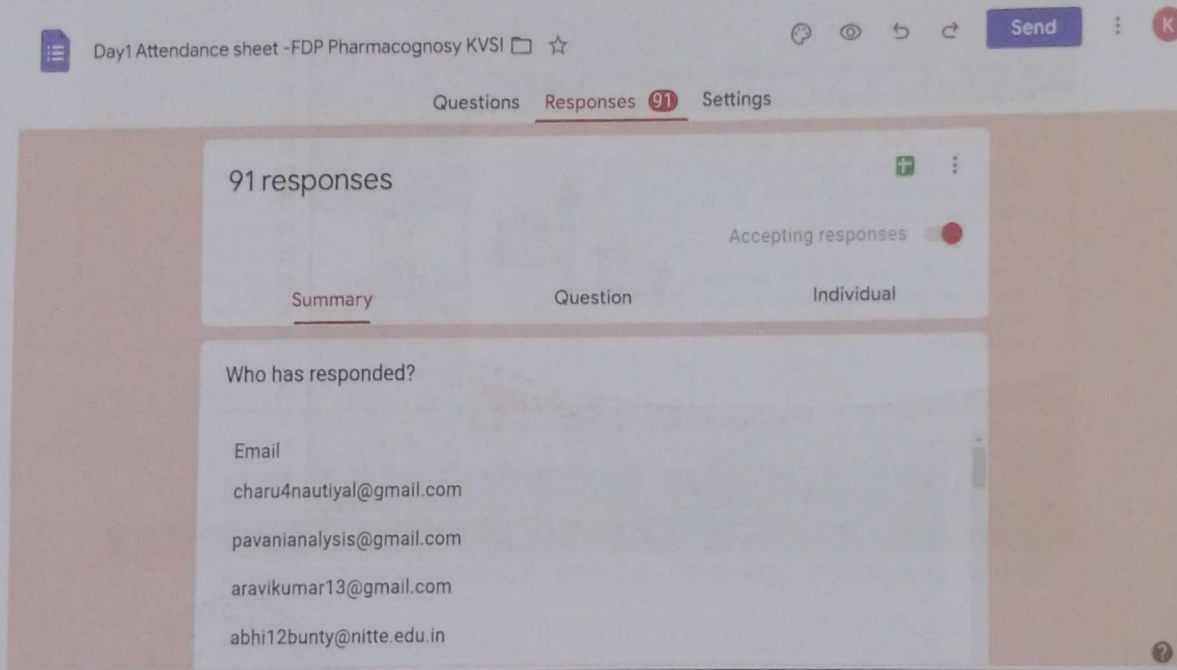 Day1 Attendance sheet -FDP Pharmacognosy KVSI
Send
K
Questions Responses 91 Settings
91 responses
Accepting responses
Summary Question Individual
Who has responded?
Email
charu4nautiyal@gmail.com
pavanianalysis@gmail.com
aravikumar13@gmail.com
abhi12bunty@nitte.edu.in
?